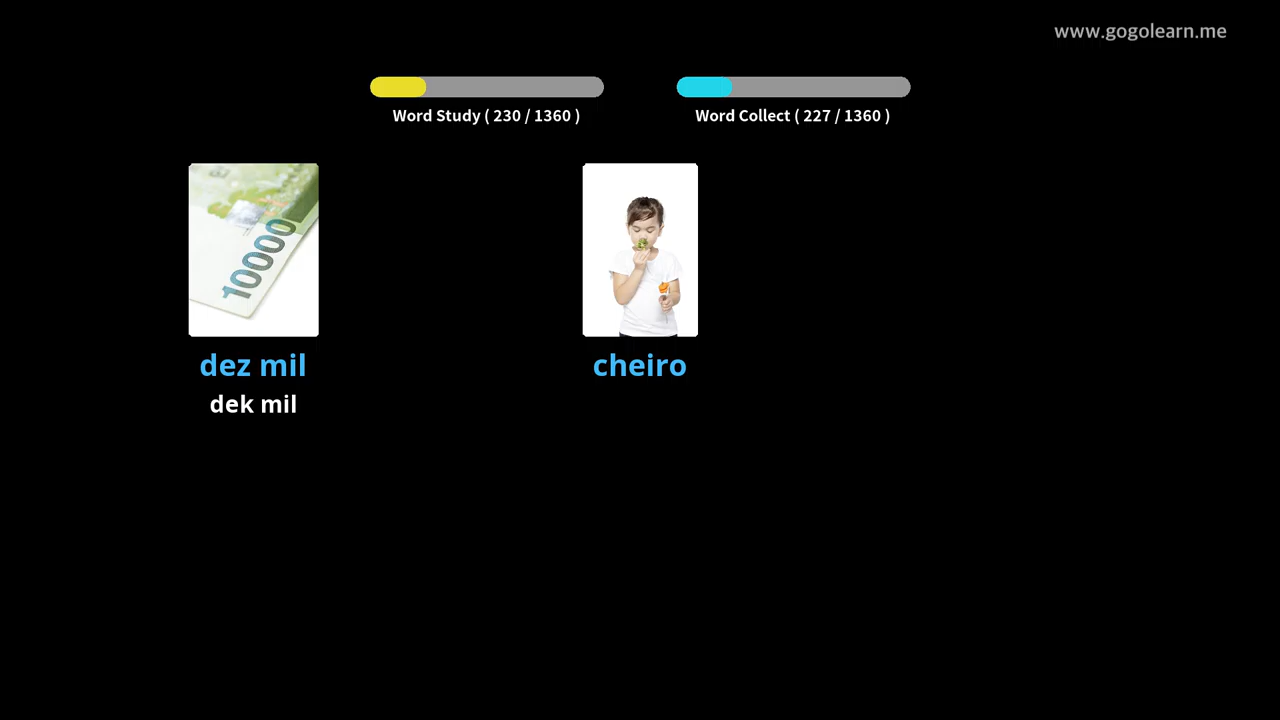 www.gogolearn.me
Word Study ( 230 / 1360 )
Word Collect ( 227 / 1360 )
10000
dez mil
cheiro
dek mil